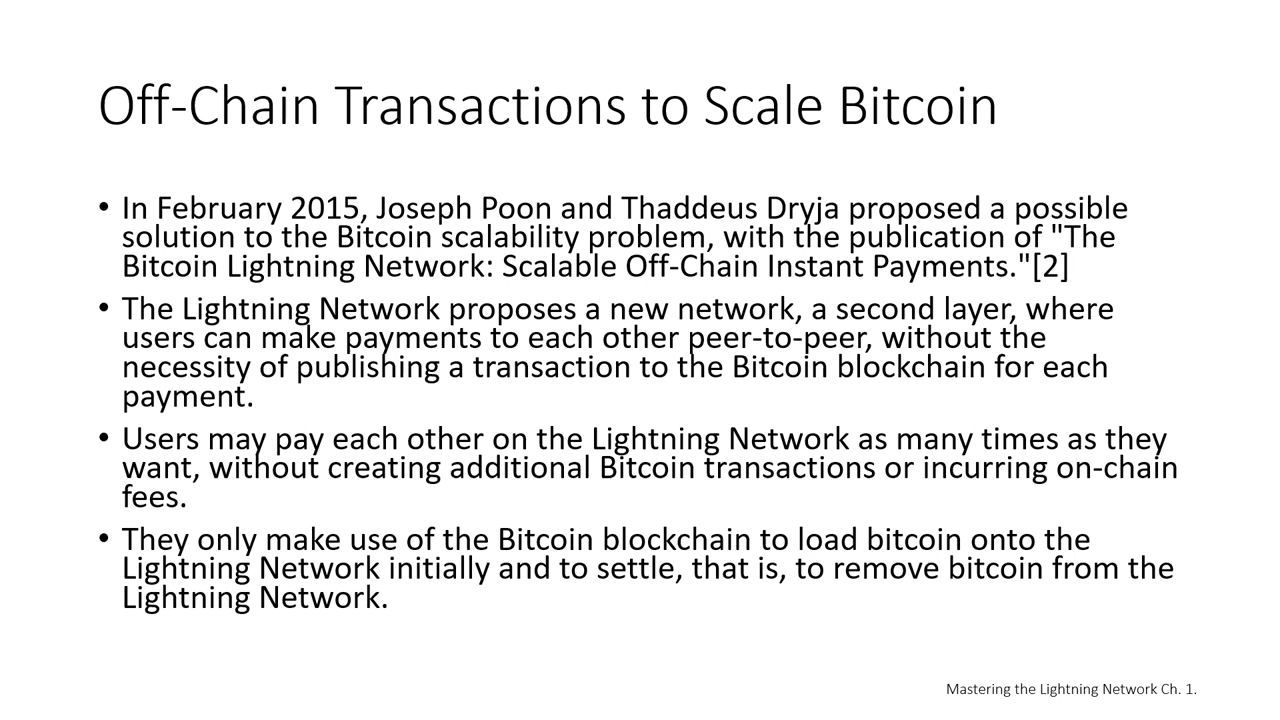 Off-Chain Transactions to Scale Bitcoin
• In February 2015, Joseph Poon and Thaddeus Dryja proposed a possible
solution to the Bitcoin scalability problem, with the publication of "The
Bitcoin Lightning Network: Scalable Off-Chain Instant Payments."[2]
• The Lightning Network proposes a new network, a second layer, where
users can make payments to each other peer-to-peer, without the
necessity of publishing a transaction to the Bitcoin blockchain for each
payment.
• Users may pay each other on the Lightning Network as many times as they
want, without creating additional Bitcoin transactions or incurring on-chain
fees.
• They only make use of the Bitcoin blockchain to load bitcoin onto the
Lightning Network initially and to settle, that is, to remove bitcoin from the
Lightning Network.
Mastering the Lightning Network Ch. 1.